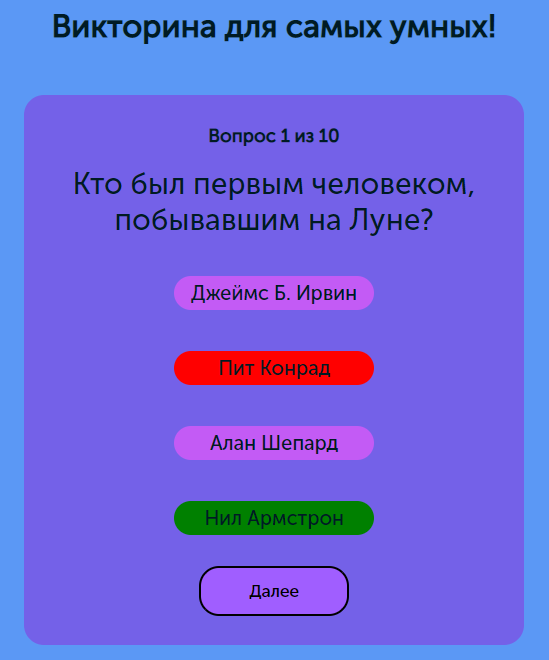 Викторина для самых умных!
Вопрос 1 из 10
Кто был первым человеком,
побывавшим на Луне?
Джеймс Б. Ирвин
Пит Конрад
Алан Шепард
Нил Армстрон
Далее